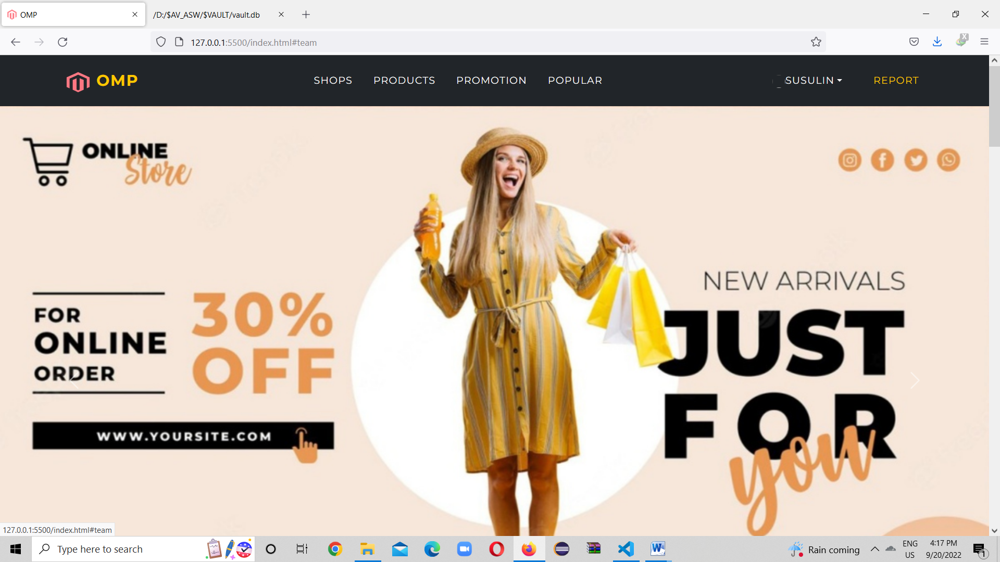 OMP
/D:/$AV_ASW/$VAULT/vault.db
127.0.0.1:5500/index.html#team
OMP
SHOPS
PRODUCTS
PROMOTION
POPULAR
SUSULIN
REPORT
ONLINE
Store
NEW ARRIVALS
JUST
FOR
you
FOR
ONLINE
ORDER
30%
OFF
WWW.YOURSITE.COM
127.0.0.1:5500/index.html#team
Type here to search
Rain coming
ENG
US
4:17 PM
9/20/2022
1